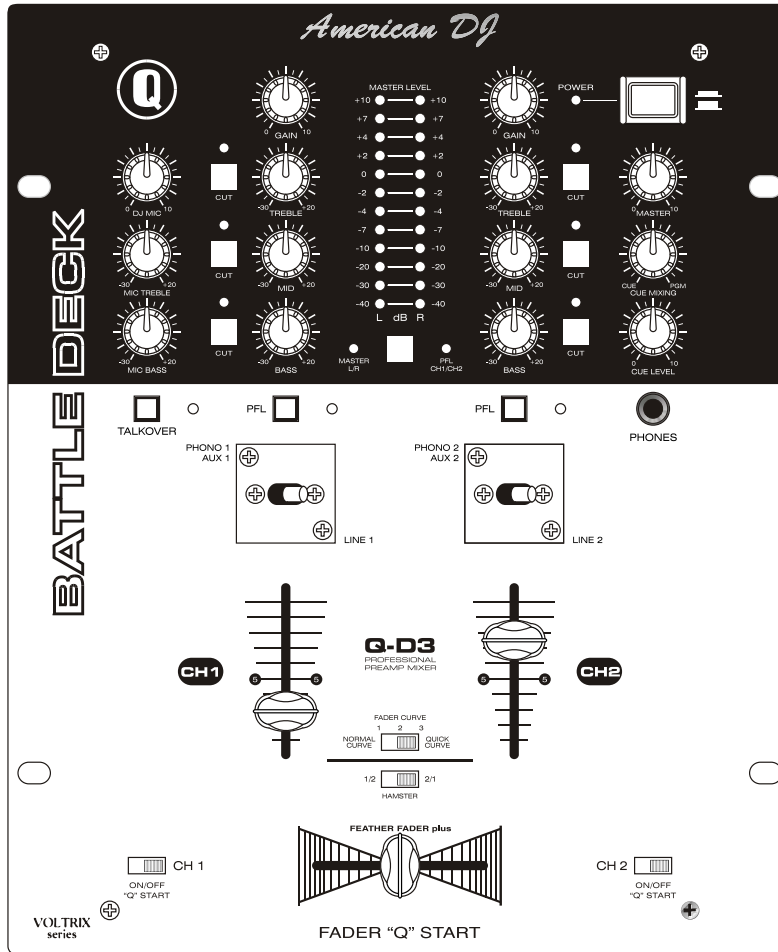 American DJ
Q
MASTER LEVEL
POWER
+10 +10
+7 +7
+4 +4
+2 +2
0 0
-2 -2
-4 -4
-7 -7
-10 -10
-20 -20
-30 -30
-40 -40
L dB R
0 10
GAIN
0 10
GAIN
0 10
DJ MIC
CUT
-30 +20
TREBLE
-30 +20
TREBLE
CUT
0 10
MASTER
-30 +20
MIC TREBLE
CUT
-30 +20
MID
-30 +20
MID
CUT
CUE PGM
CUE MIXING
-30 +20
MIC BASS
CUT
-30 +20
BASS
MASTER
L/R
PFL
CH1/CH2
-30 +20
BASS
CUT
0 10
CUE LEVEL
BATTLE DECK
TALKOVER
PFL
PFL
PHONES
PHONO 1
AUX 1
LINE 1
PHONO 2
AUX 2
LINE 2
Q-D3
PROFESSIONAL
PREAMP MIXER
CH1
5 5
5 5
CH2
FADER CURVE
1 2 3
NORMAL
CURVE
QUICK
CURVE
1/2 2/1
HAMSTER
FEATHER FADER plus
CH 1
ON/OFF
"Q" START
CH 2
ON/OFF
"Q" START
VOLTRIX
series
FADER "Q" START